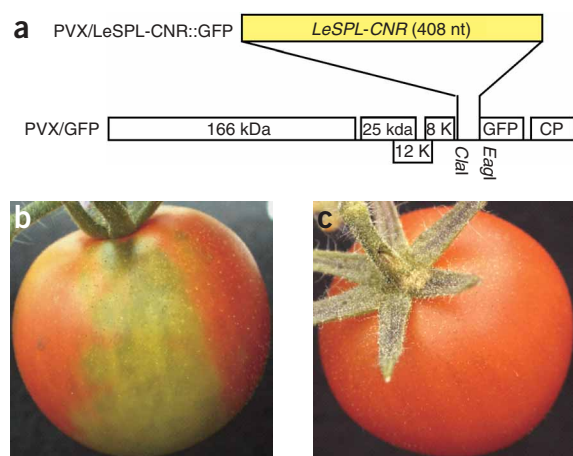 a
PVX/LeSPL-CNR::GFP
LeSPL-CNR (408 nt)
PVX/GFP
166 kDa
25 kda
8 K
GFP
CP
12 K
ClaI
EagI
b
c